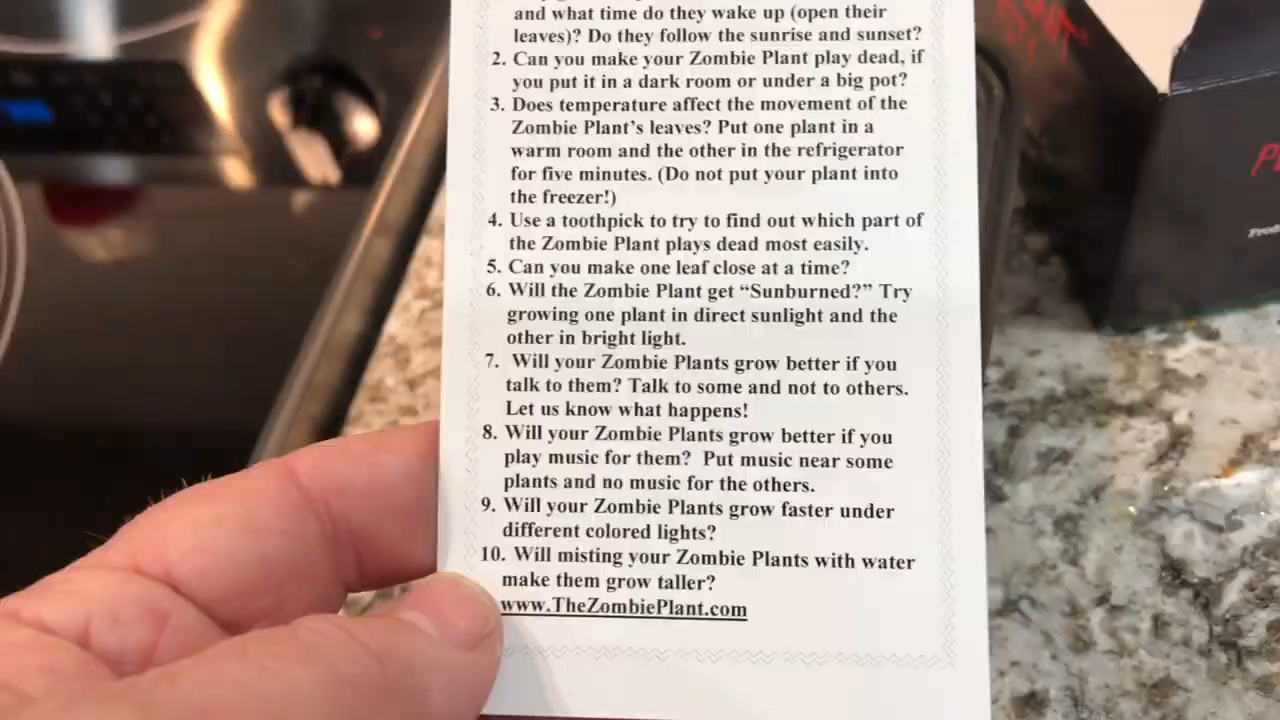 and what time do they wake up (open their
leaves)? Do they follow the sunrise and sunset?
2. Can you make your Zombie Plant play dead, if
you put it in a dark room or under a big pot?
3. Does temperature affect the movement of the
Zombie Plant's leaves? Put one plant in a
warm room and the other in the refrigerator
for five minutes. (Do not put your plant into
the freezer!)
4. Use a toothpick to try to find out which part of
the Zombie Plant plays dead most easily.
5. Can you make one leaf close at a time?
6. Will the Zombie Plant get “Sunburned?” Try
growing one plant in direct sunlight and the
other in bright light.
7. Will your Zombie Plants grow better if you
talk to them? Talk to some and not to others.
Let us know what happens!
8. Will your Zombie Plants grow better if you
play music for them? Put music near some
plants and no music for the others.
9. Will your Zombie Plants grow faster under
different colored lights?
10. Will misting your Zombie Plants with water
make them grow taller?
www.TheZombiePlant.com